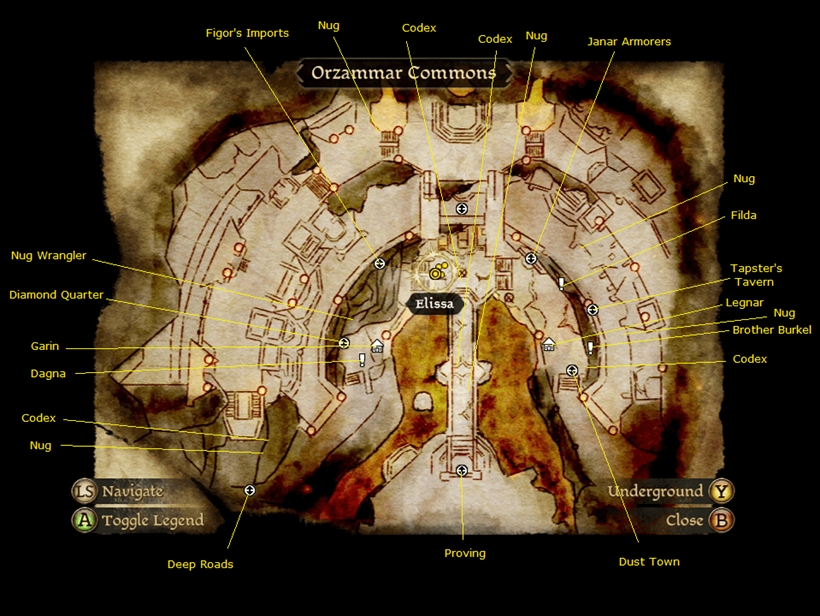 Figor's Imports
Nug
Codex
Codex
Nug
Janar Armorers
Orzammar Commons
Nug
Filda
Nug Wrangler
Tapster's
Tavern
Diamond Quarter
Elissa
Legnar
Nug
Brother Burkel
Garin
Codex
Dagna
Codex
Nug
LS Navigate
Underground Y
A Toggle Legend
Close B
Proving
Deep Roads
Dust Town